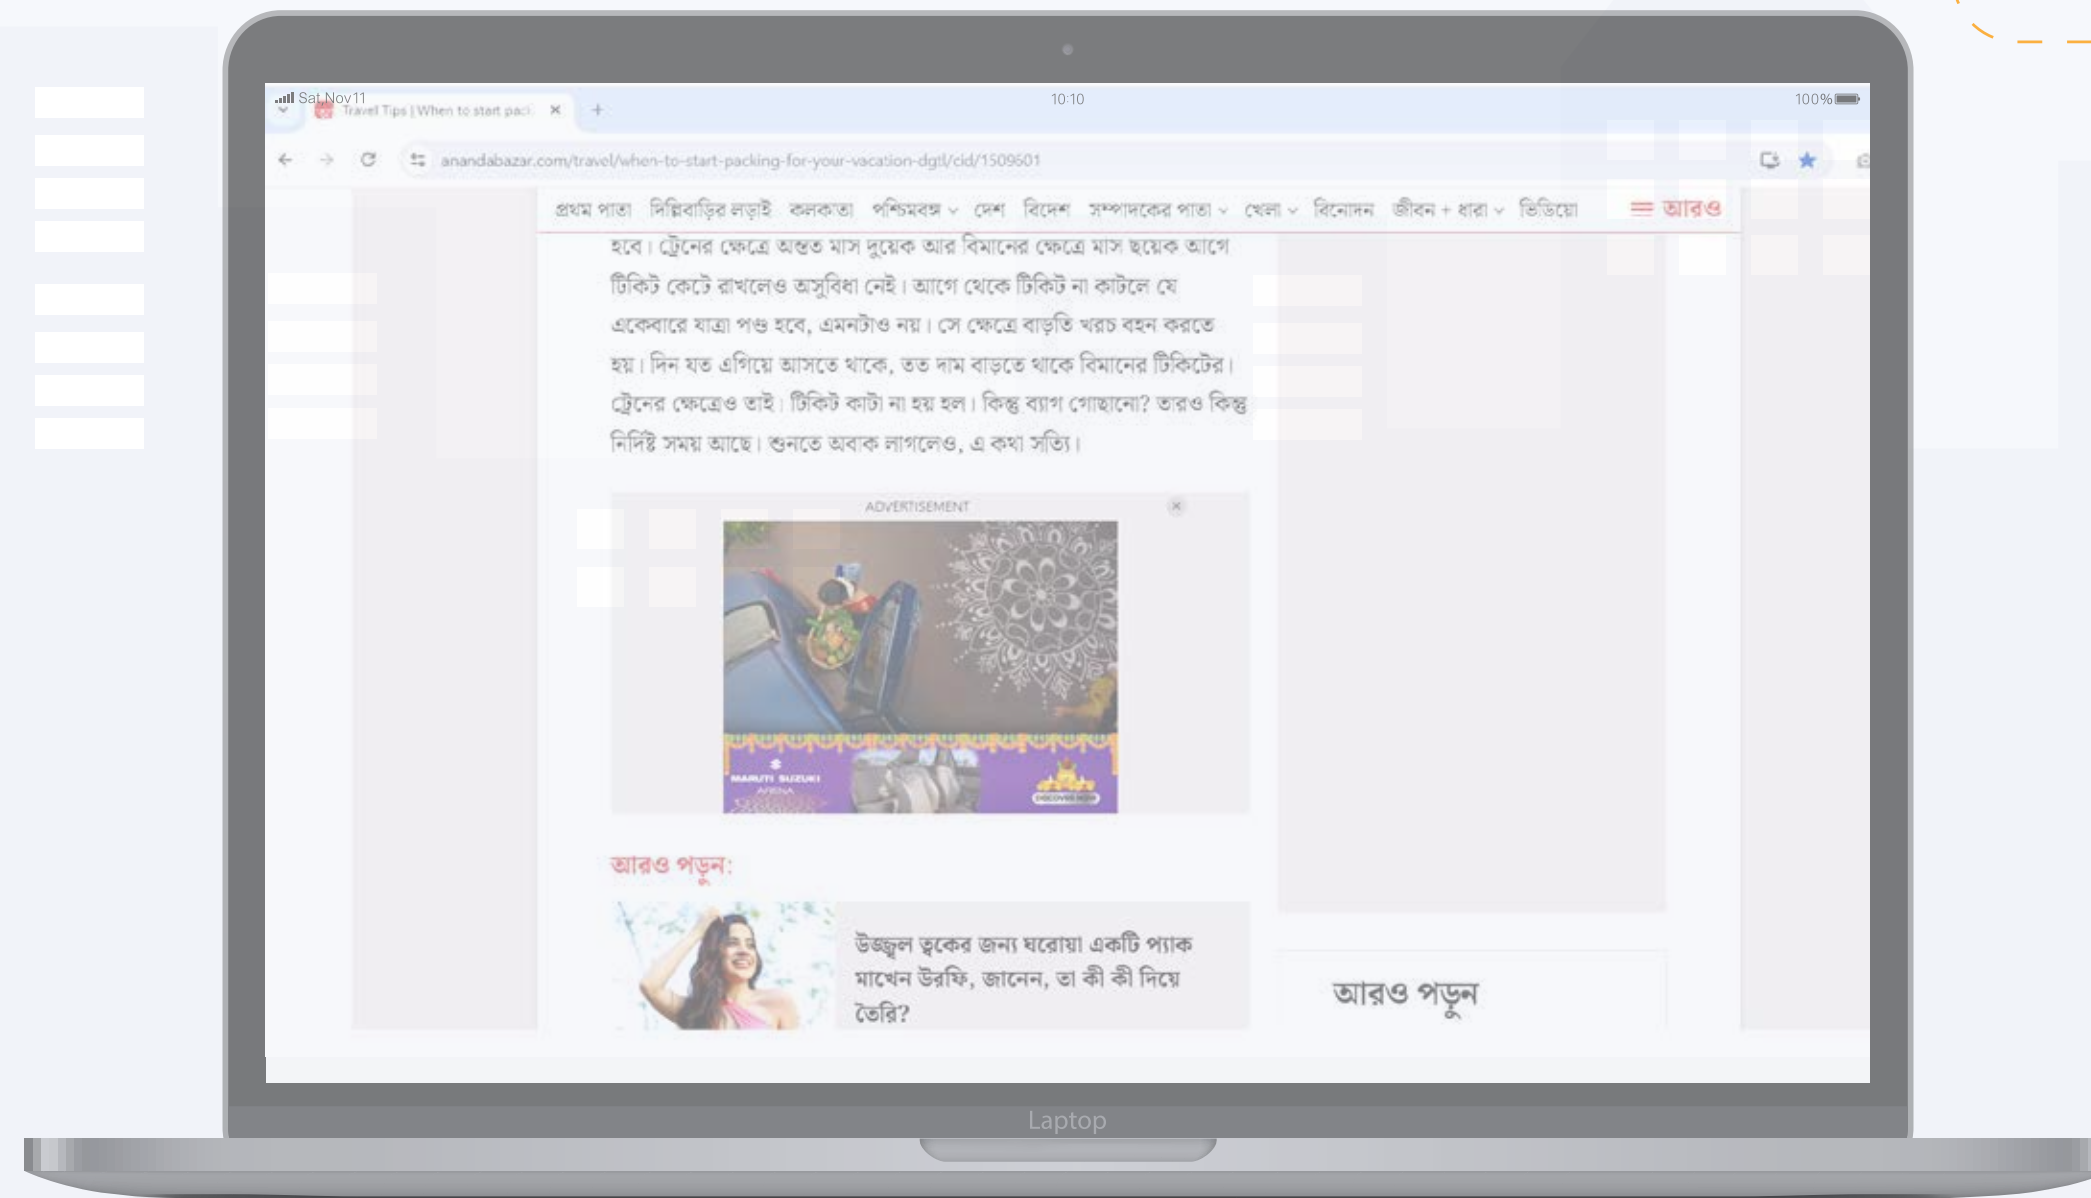 Sat,Nov11
10:10
100%
Travel Tips | When to start pack
anandabazar.com/travel/when-to-start-packing-for-your-vacation-dgtl/cid/1509601
প্রথম পাতা দিল্লিবাড়ির লড়াই কলকাতা পশ্চিমবঙ্গ দেশ বিদেশ সম্পাদকের পাতা খেলা বিনোদন জীবন + ধারা ভিডিয়ো আরও
হবে। ট্রেনের ক্ষেত্রে অন্তত মাস দুয়েক আর বিমানের ক্ষেত্রে মাস ছয়েক আগে
টিকিট কেটে রাখলেও অসুবিধা নেই। আগে থেকে টিকিট না কাটলে যে
একেবারে যাত্রা পণ্ড হবে, এমনটাও নয়। সে ক্ষেত্রে বাড়তি খরচ বহন করতে
হয়। দিন যত এগিয়ে আসতে থাকে, তত দাম বাড়তে থাকে বিমানের টিকিটের।
ট্রেনের ক্ষেত্রেও তাই। টিকিট কাটা না হয় হল। কিন্তু ব্যাগ গোছানো? তারও কিন্তু
নির্দিষ্ট সময় আছে। শুনতে অবাক লাগলেও, এ কথা সত্যি।
ADVERTISEMENT
MARUTI SUZUKI
ARENA
DISCOVER NOW
আরও পড়ুন:
উজ্জ্বল ত্বকের জন্য ঘরোয়া একটি প্যাক
মাখেন উরফি, জানেন, তা কী কী দিয়ে
তৈরি?
আরও পড়ুন
Laptop